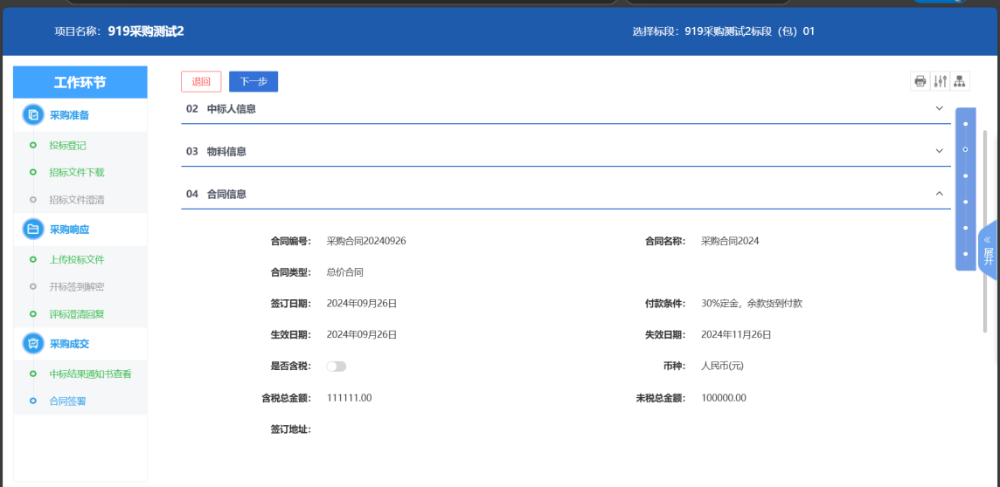 项目名称：919采购测试2
选择标段：919采购测试2标段（包）01
工作环节
采购准备
投标登记
招标文件下载
招标文件澄清
采购响应
上传投标文件
开标签到解密
评标澄清回复
采购成交
中标结果通知书查看
合同签署
退回 下一步
02 中标人信息
03 物料信息
04 合同信息
合同编号： 采购合同20240926 合同名称： 采购合同2024
合同类型： 总价合同
签订日期： 2024年09月26日 付款条件： 30%定金，余款货到付款
生效日期： 2024年09月26日 失效日期： 2024年11月26日
是否含税： 币种： 人民币(元)
含税总金额： 111111.00 未税总金额： 100000.00
签订地址：
«
展开